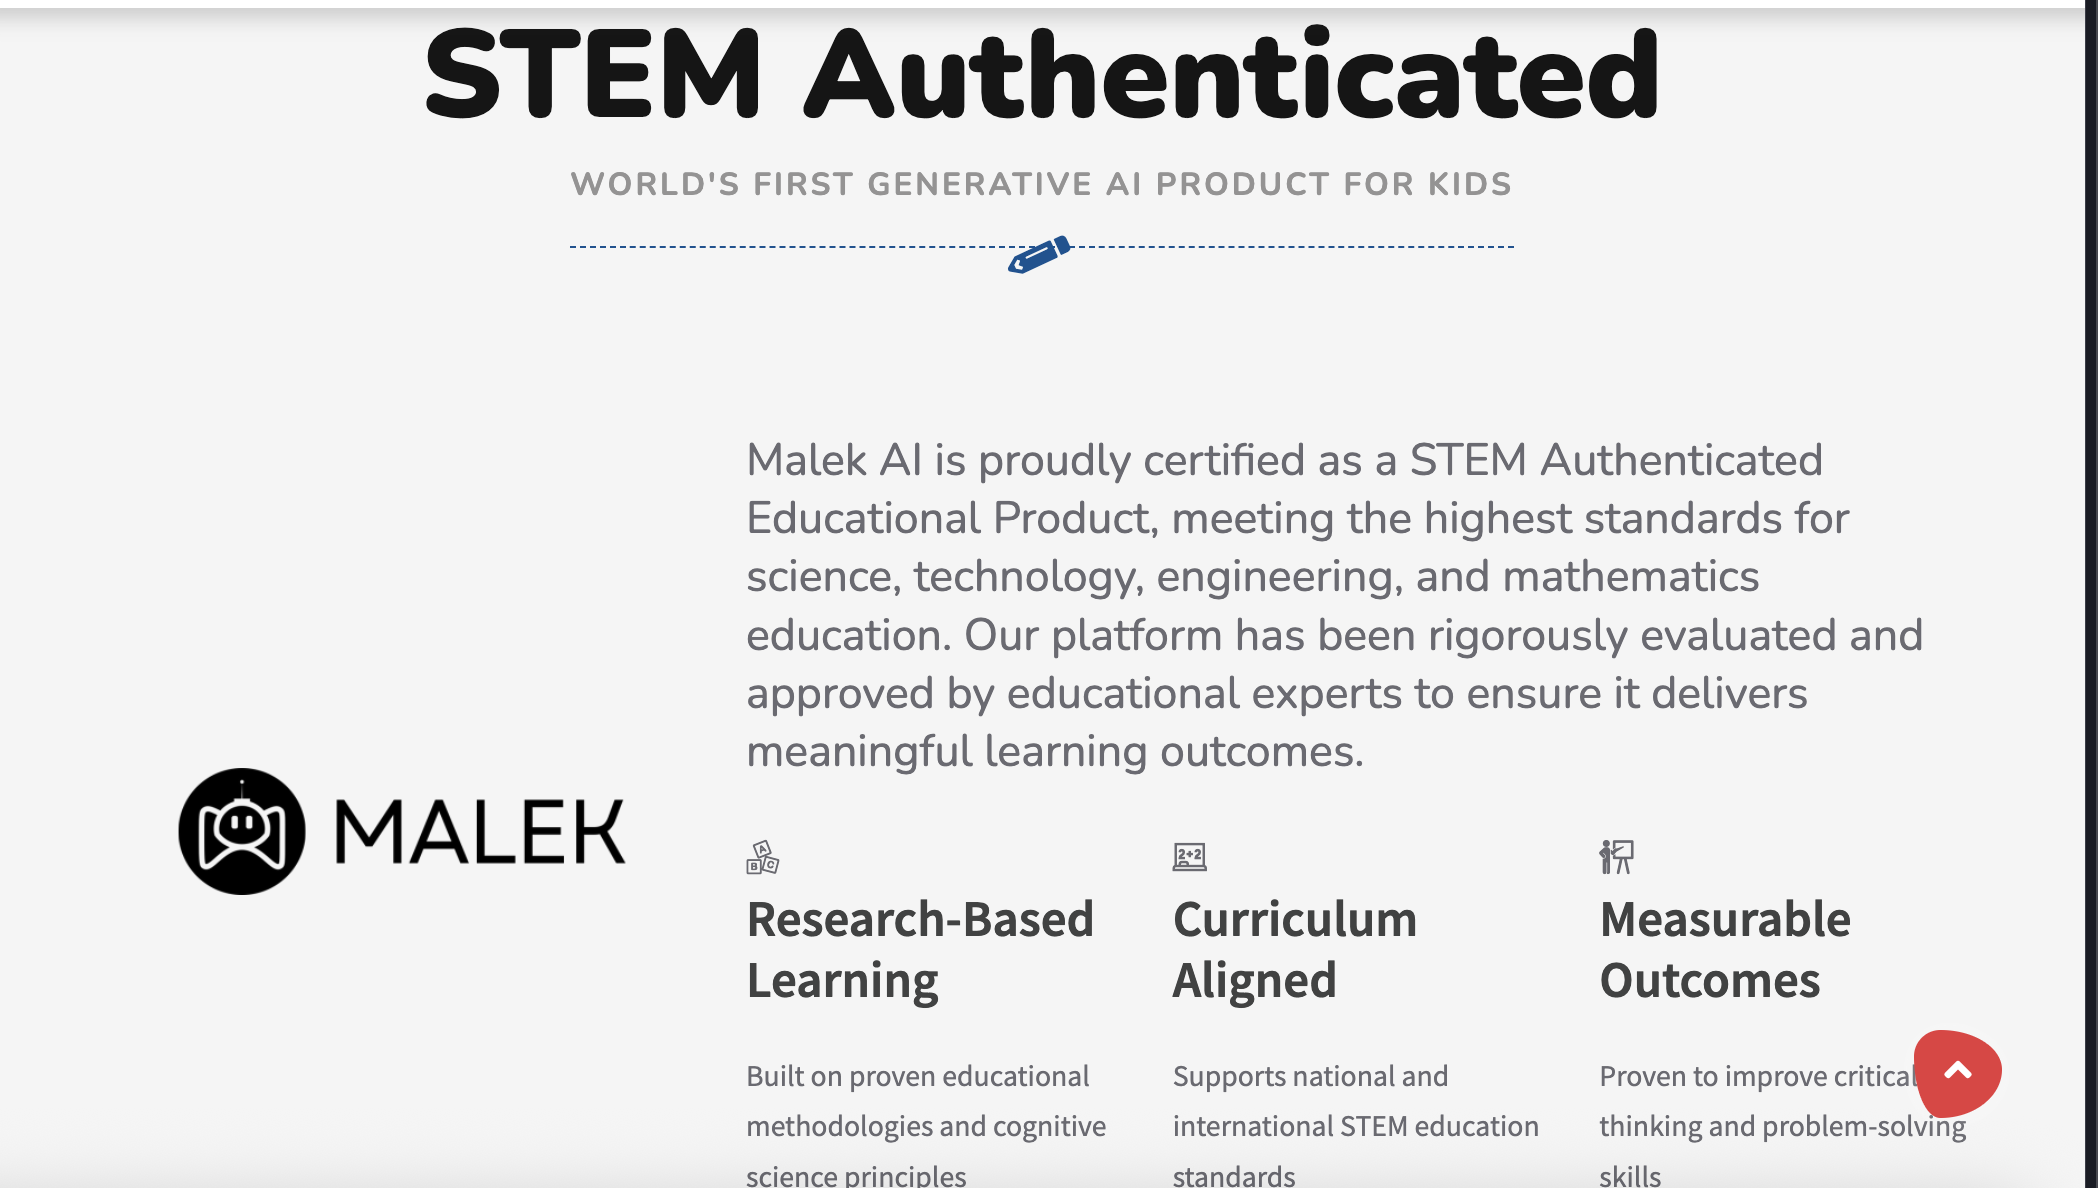 STEM Authenticated
WORLD'S FIRST GENERATIVE AI PRODUCT FOR KIDS
Malek AI is proudly certified as a STEM Authenticated
Educational Product, meeting the highest standards for
science, technology, engineering, and mathematics
education. Our platform has been rigorously evaluated and
approved by educational experts to ensure it delivers
meaningful learning outcomes.
MALEK
A
B C
Research-Based
Learning
Built on proven educational
methodologies and cognitive
science principles
2+2
Curriculum
Aligned
Supports national and
international STEM education
standards
Measurable
Outcomes
Proven to improve critical
thinking and problem-solving
skills